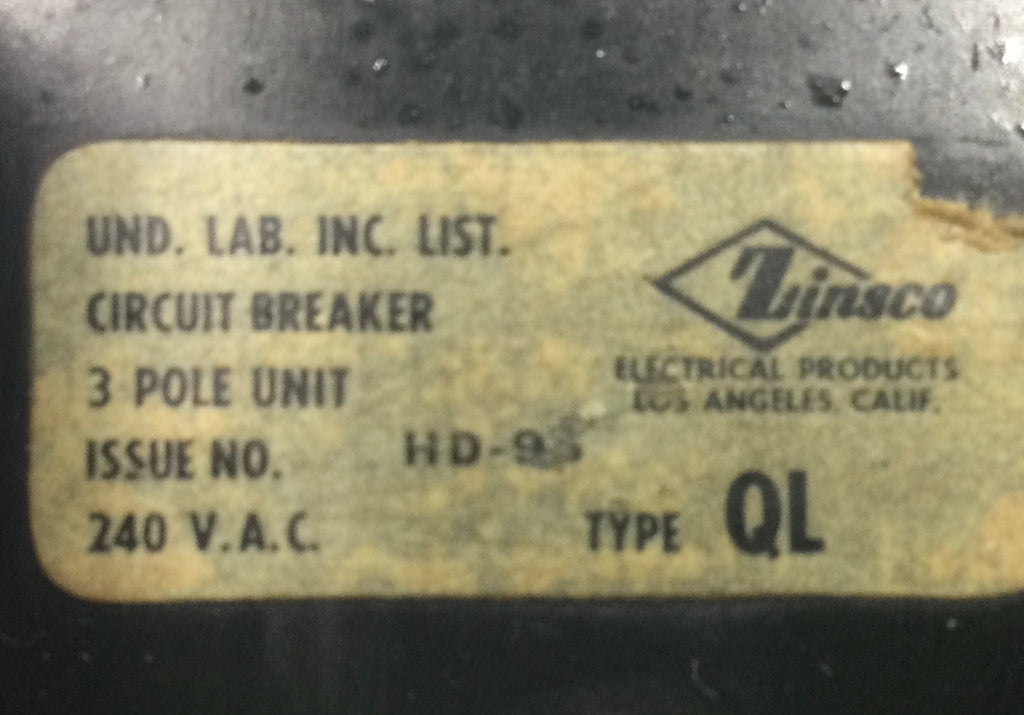 UND. LAB. INC. LIST.
CIRCUIT BREAKER
3 POLE UNIT
ISSUE NO.
240 V.A.C.
Zinsco
ELECTRICAL PRODUCTS
LOS ANGELES, CALIF.
TYPE QL